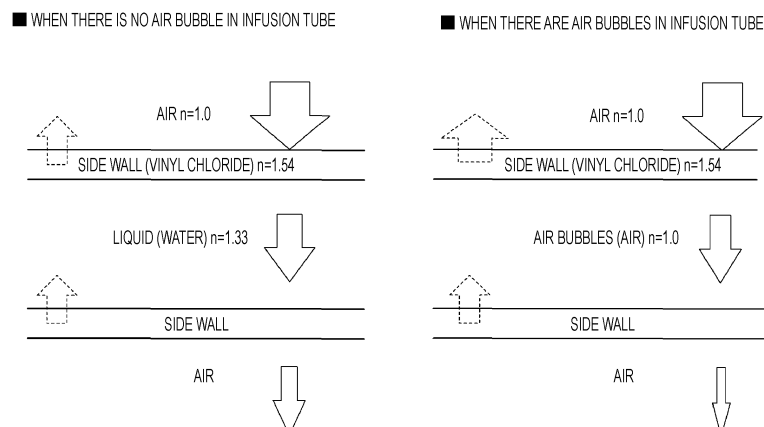 ■ WHEN THERE IS NO AIR BUBBLE IN INFUSION TUBE
AIR n=1.0
SIDE WALL (VINYL CHLORIDE) n=1.54
LIQUID (WATER) n=1.33
SIDE WALL
AIR
■ WHEN THERE ARE AIR BUBBLES IN INFUSION TUBE
AIR n=1.0
SIDE WALL (VINYL CHLORIDE) n=1.54
AIR BUBBLES (AIR) n=1.0
SIDE WALL
AIR